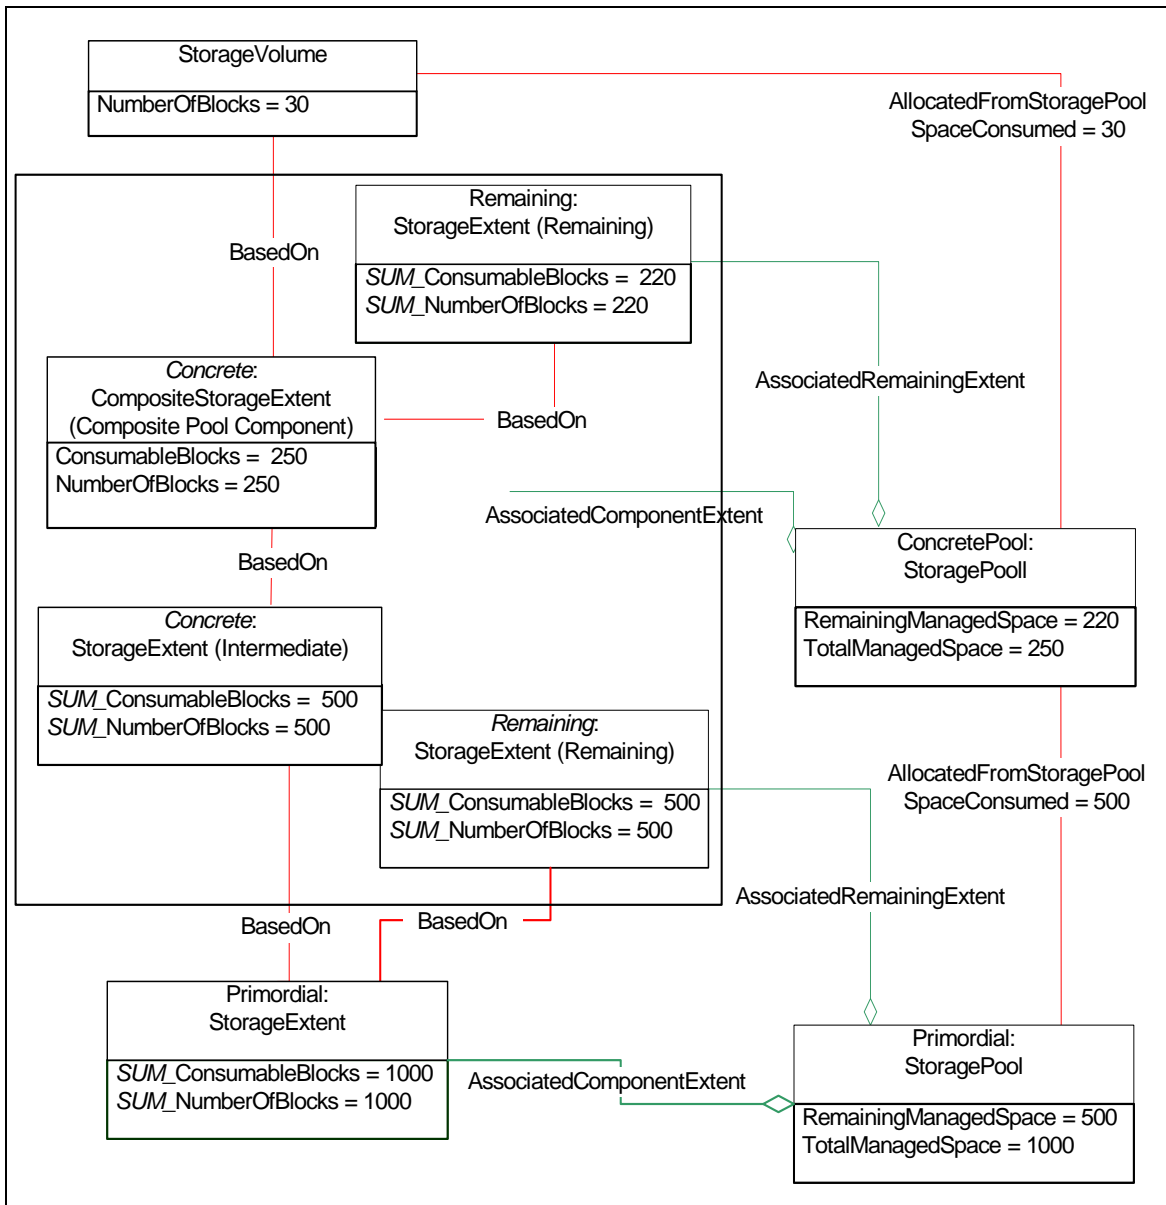 StorageVolume
NumberOfBlocks = 30
AllocatedFromStoragePool
SpaceConsumed = 30
Remaining:
StorageExtent (Remaining)
SUM_ConsumableBlocks =  220
SUM_NumberOfBlocks = 220
BasedOn
Concrete:
CompositeStorageExtent
(Composite Pool Component)
ConsumableBlocks =  250
NumberOfBlocks = 250
BasedOn
AssociatedRemainingExtent
AssociatedComponentExtent
ConcretePool:
StoragePooll
RemainingManagedSpace = 220
TotalManagedSpace = 250
BasedOn
Concrete:
StorageExtent (Intermediate)
SUM_ConsumableBlocks =  500
SUM_NumberOfBlocks = 500
Remaining:
StorageExtent (Remaining)
SUM_ConsumableBlocks =  500
SUM_NumberOfBlocks = 500
AllocatedFromStoragePool
SpaceConsumed = 500
AssociatedRemainingExtent
BasedOn
BasedOn
Primordial:
StorageExtent
SUM_ConsumableBlocks = 1000
SUM_NumberOfBlocks = 1000
AssociatedComponentExtent
Primordial:
StoragePool
RemainingManagedSpace = 500
TotalManagedSpace = 1000